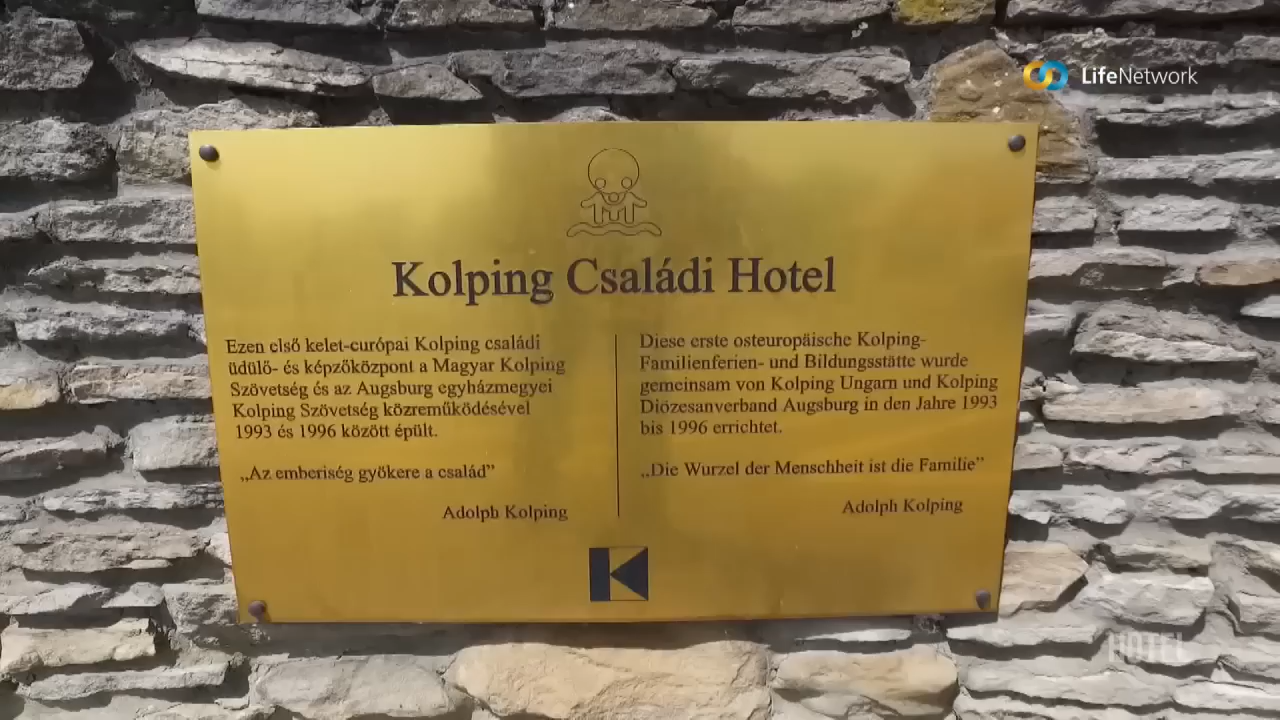 LifeNetwork
Kolping Családi Hotel
Ezen első kelet-európai Kolping családi
üdülő- és képzőközpont a Magyar Kolping
Szövetség és az Augsburg egyházmegyei
Kolping Szövetség közreműködésével
1993 és 1996 között épült.
„Az emberiség gyökere a család”
Adolph Kolping
Diese erste osteuropäische Kolping-
Familienferien- und Bildungsstätte wurde
gemeinsam von Kolping Ungarn und Kolping
Diözesanverband Augsburg in den Jahre 1993
bis 1996 errichtet.
„Die Wurzel der Menschheit ist die Familie”
Adolph Kolping
K
HOTEL